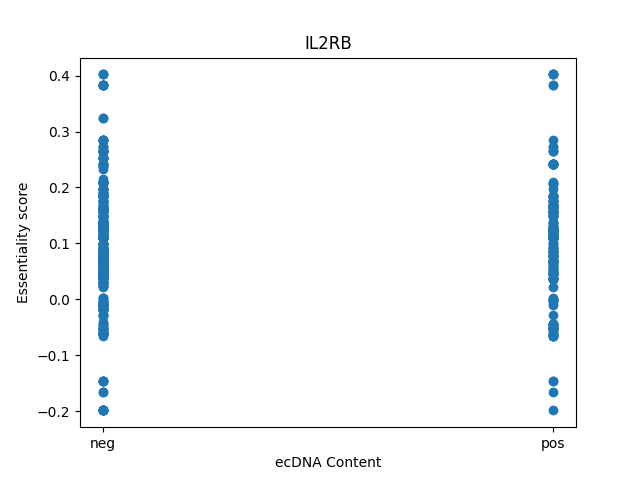 IL2RB
Essentiality score
0.4
0.3
0.2
0.1
0.0
−0.1
−0.2
neg
pos
ecDNA Content